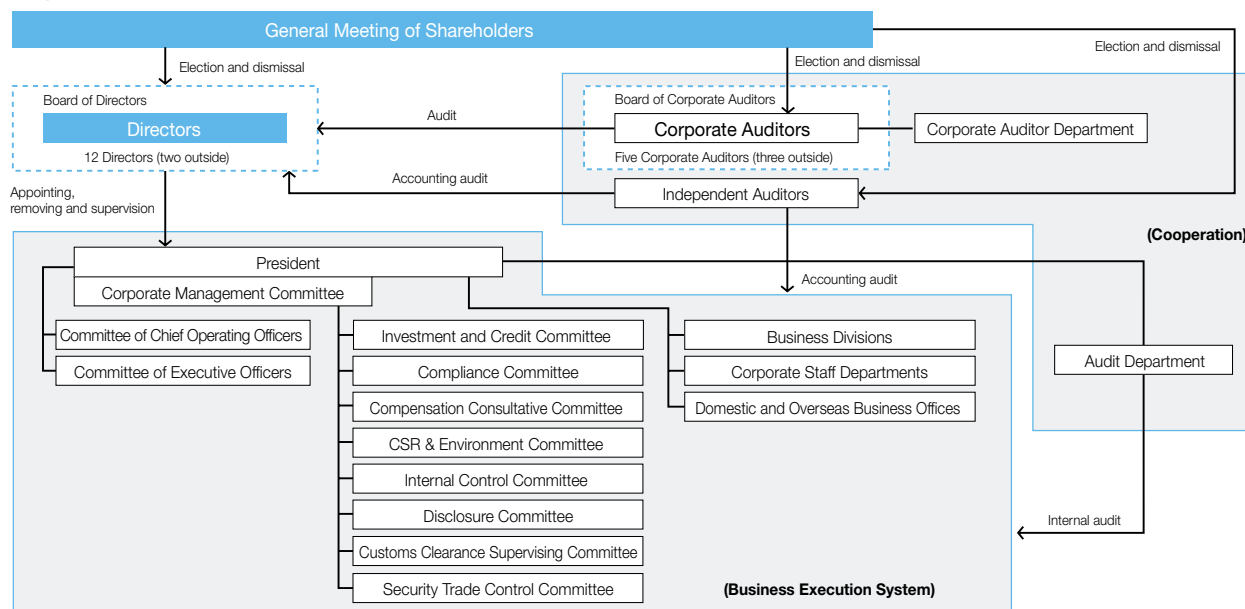 General Meeting of Shareholders
Election and dismissal
Election and dismissal
Election and dismissal
Board of Directors
Directors
12 Directors (two outside)
Audit
Board of Corporate Auditors
Corporate Auditors
Five Corporate Auditors (three outside)
Corporate Auditor Department
Accounting audit
Independent Auditors
Appointing,
removing and supervision
(Cooperation)
President
Corporate Management Committee
Accounting audit
Committee of Chief Operating Officers
Committee of Executive Officers
Investment and Credit Committee
Compliance Committee
Compensation Consultative Committee
CSR & Environment Committee
Internal Control Committee
Disclosure Committee
Customs Clearance Supervising Committee
Security Trade Control Committee
Business Divisions
Corporate Staff Departments
Domestic and Overseas Business Offices
Audit Department
Internal audit
(Business Execution System)